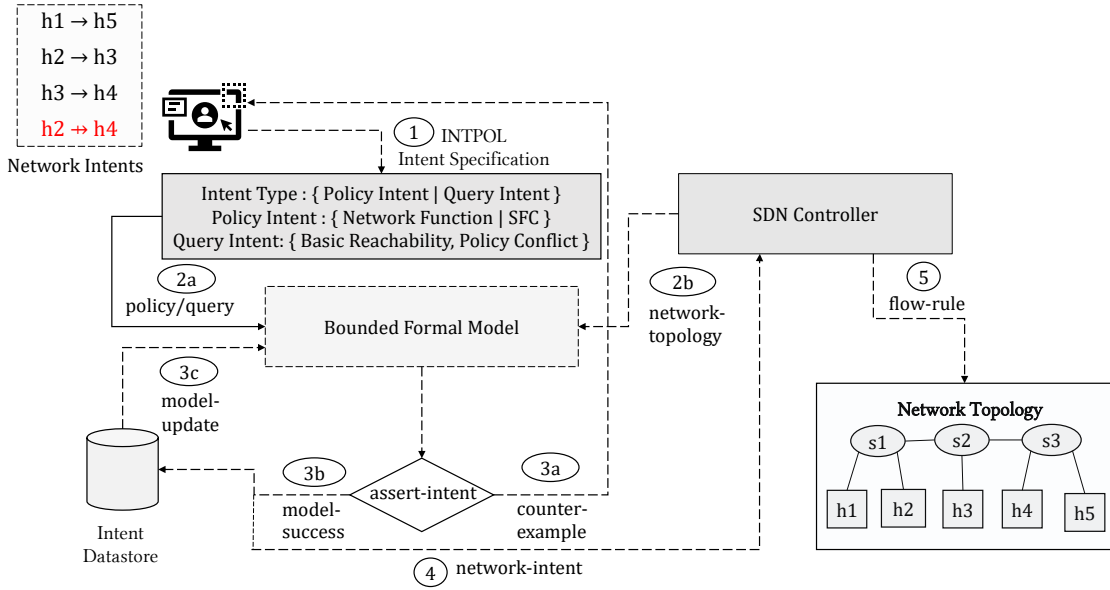 h1 → h5
h2 → h3
h3 → h4
h2 ↛ h4
Network Intents
1 INTPOL
Intent Specification
Intent Type : { Policy Intent | Query Intent }
Policy Intent : { Network Function | SFC }
Query Intent: { Basic Reachability, Policy Conflict }
SDN Controller
2a
policy/query
2b
network-
topology
5
flow-rule
Bounded Formal Model
3c
model-
update
Network Topology
s1
s2
s3
h1
h2
h3
h4
h5
3b
model-
success
assert-intent
3a
counter-
example
Intent
Datastore
4 network-intent